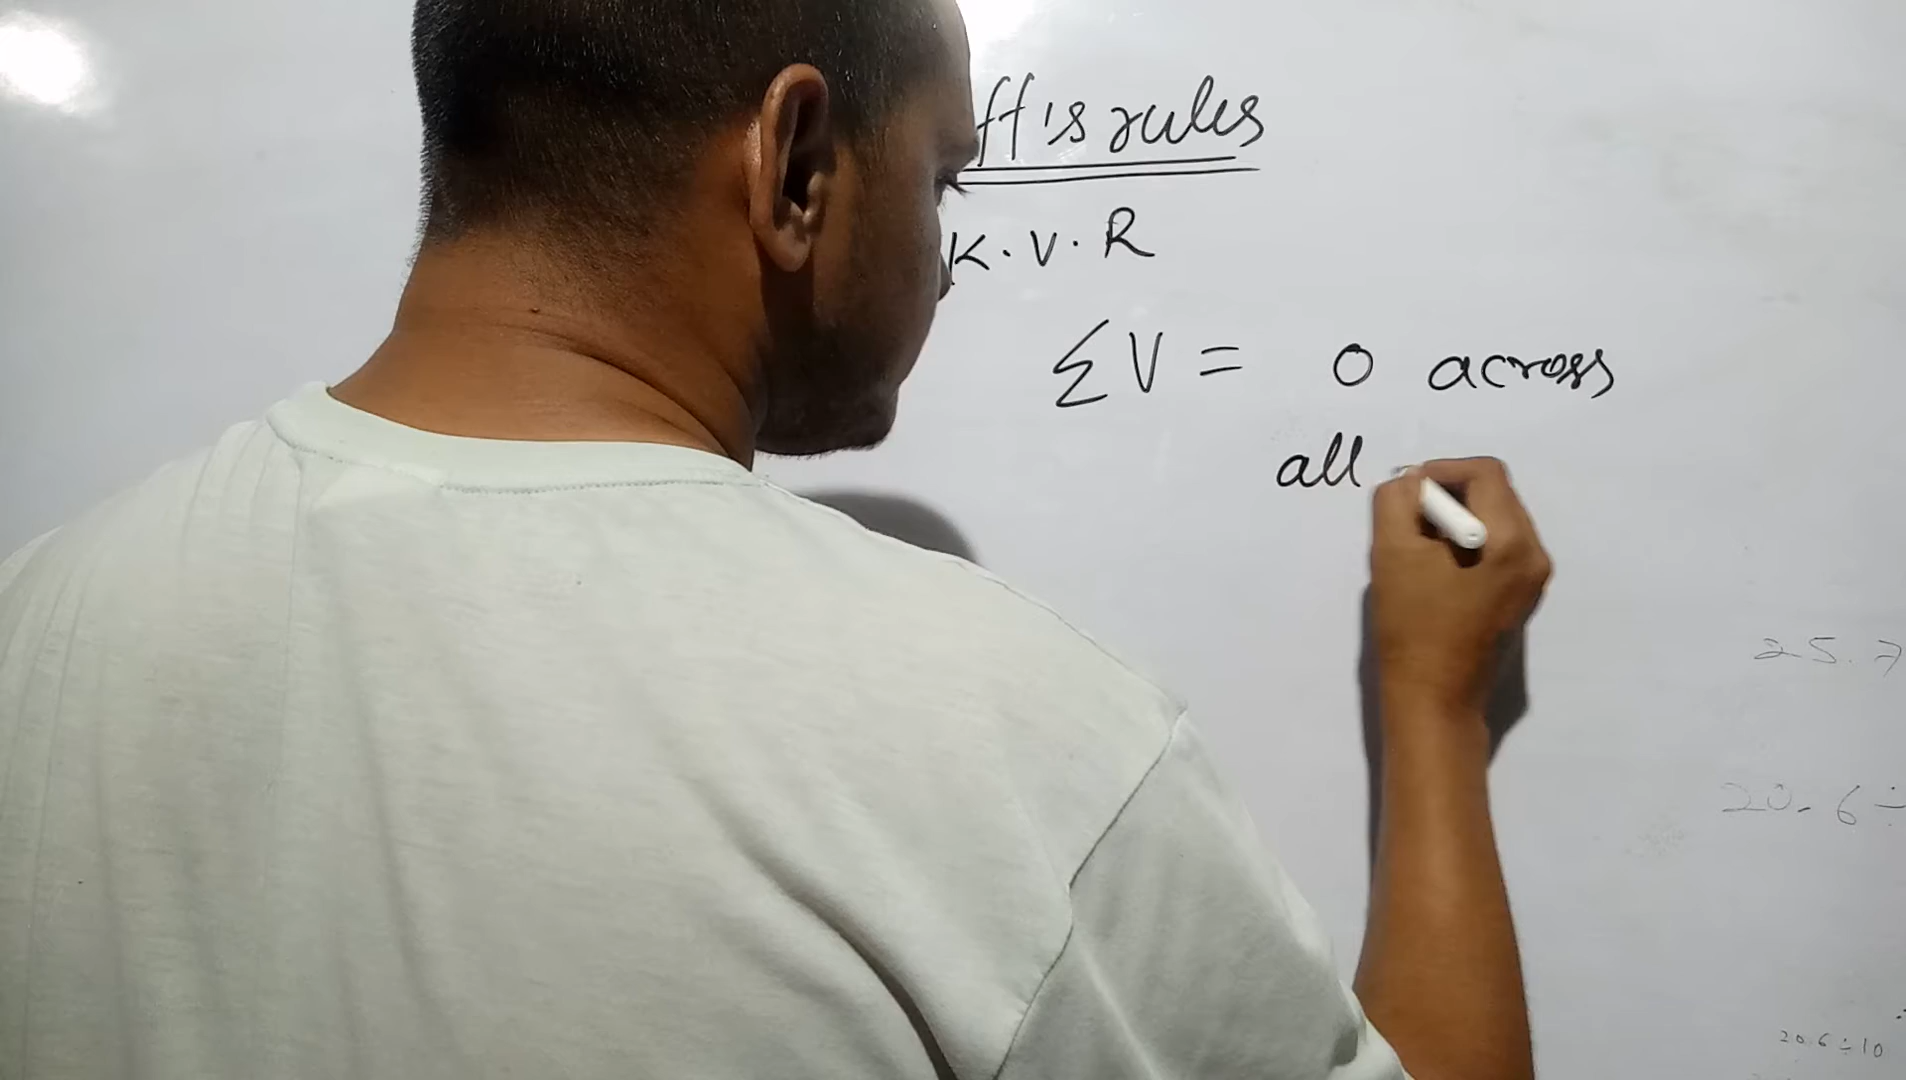 ff's rules
K.V.R
ΣV = 0 across
all
25.7
20.6÷
20.6÷10